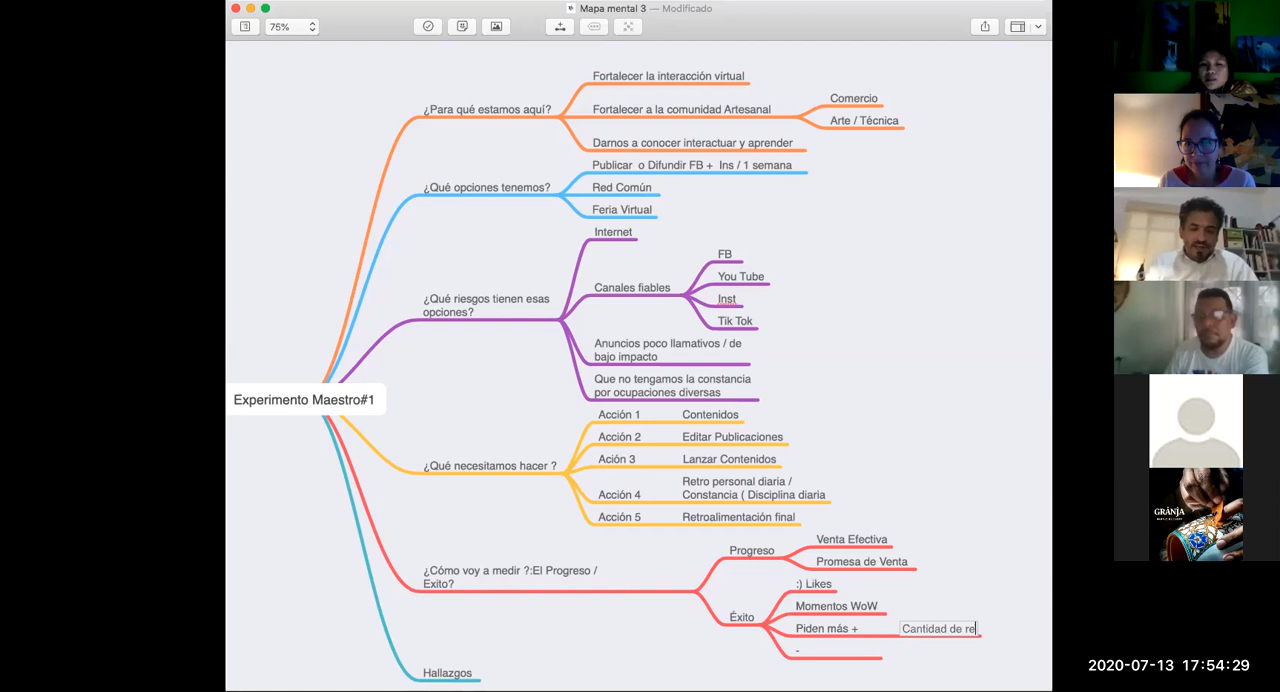 Mapa mental 3 — Modificado
75%
¿Para qué estamos aquí?
Fortalecer la interacción virtual
Fortalecer a la comunidad Artesanal
Comercio
Arte / Técnica
Darnos a conocer interactuar y aprender
¿Qué opciones tenemos?
Publicar o Difundir FB + Ins / 1 semana
Red Común
Feria Virtual
¿Qué riesgos tienen esas
opciones?
Internet
Canales fiables
FB
You Tube
Inst
Tik Tok
Anuncios poco llamativos / de
bajo impacto
Que no tengamos la constancia
por ocupaciones diversas
Experimento Maestro#1
¿Qué necesitamos hacer ?
Acción 1 Contenidos
Acción 2 Editar Publicaciones
Ación 3 Lanzar Contenidos
Acción 4 Retro personal diaria /
Constancia ( Disciplina diaria
Acción 5 Retroalimentación final
¿Cómo voy a medir ?:El Progreso /
Exito?
Progreso
Venta Efectiva
Promesa de Venta
Éxito
:) Likes
Momentos WoW
Piden más + Cantidad de re
-
Hallazgos
GRÁNJA
2020-07-13 17:54:29